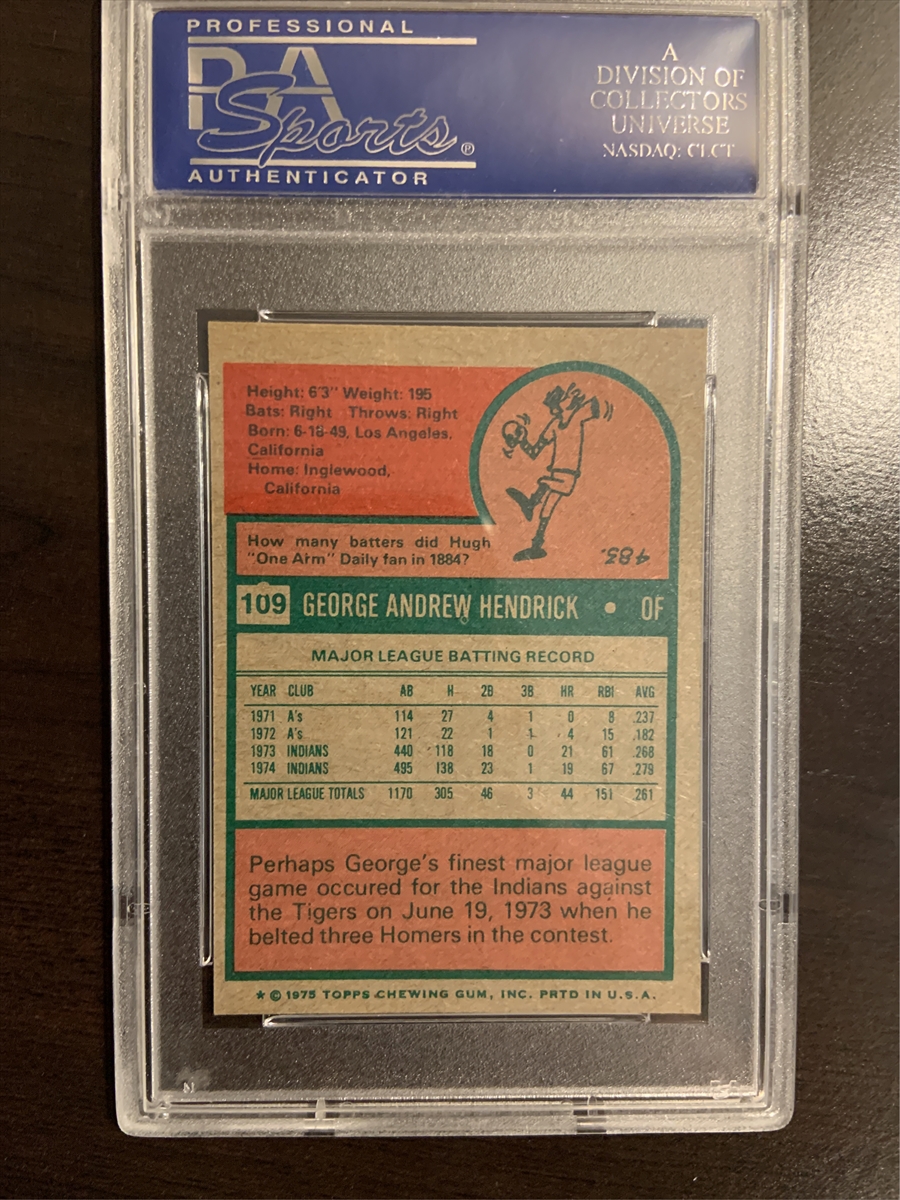 PROFESSIONAL
PSA
Sports®
AUTHENTICATOR
A
DIVISION OF
COLLECTORS
UNIVERSE
NASDAQ: CLCT
Height: 6'3" Weight: 195
Bats: Right Throws: Right
Born: 6-18-49, Los Angeles,
California
Home: Inglewood,
California
How many batters did Hugh
"One Arm" Daily fan in 1884?
483.
109 GEORGE ANDREW HENDRICK • OF
MAJOR LEAGUE BATTING RECORD
YEAR CLUB AB H 2B 3B HR RBI AVG
1971 A's 114 27 4 1 0 8 .237
1972 A's 121 22 1 1 4 15 .182
1973 INDIANS 440 118 18 0 21 61 .268
1974 INDIANS 495 138 23 1 19 67 .279
MAJOR LEAGUE TOTALS 1170 305 46 3 44 151 .261
Perhaps George's finest major league
game occured for the Indians against
the Tigers on June 19, 1973 when he
belted three Homers in the contest.
* © 1975 TOPPS CHEWING GUM, INC. PRTD IN U.S.A.